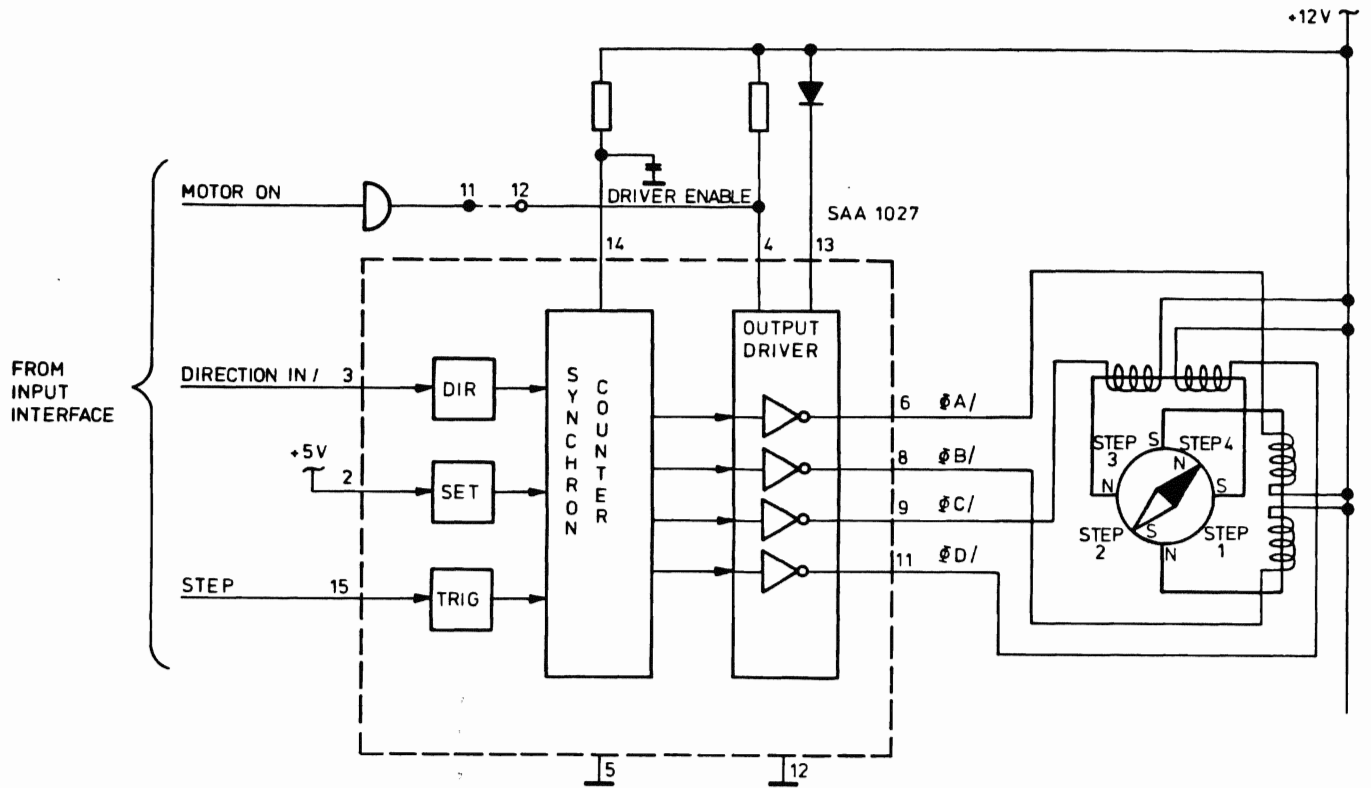 +12V
MOTOR ON
11
12
DRIVER ENABLE
SAA 1027
14
4
13
FROM
INPUT
INTERFACE
DIRECTION IN/
3
DIR
+5V
2
SET
STEP
15
TRIG
SYNCHRON
COUNTER
OUTPUT
DRIVER
6
ΦA/
8
ΦB/
9
ΦC/
11
ΦD/
STEP
3
S
STEP4
N
N
S
STEP
2
S
STEP
1
N
5
12